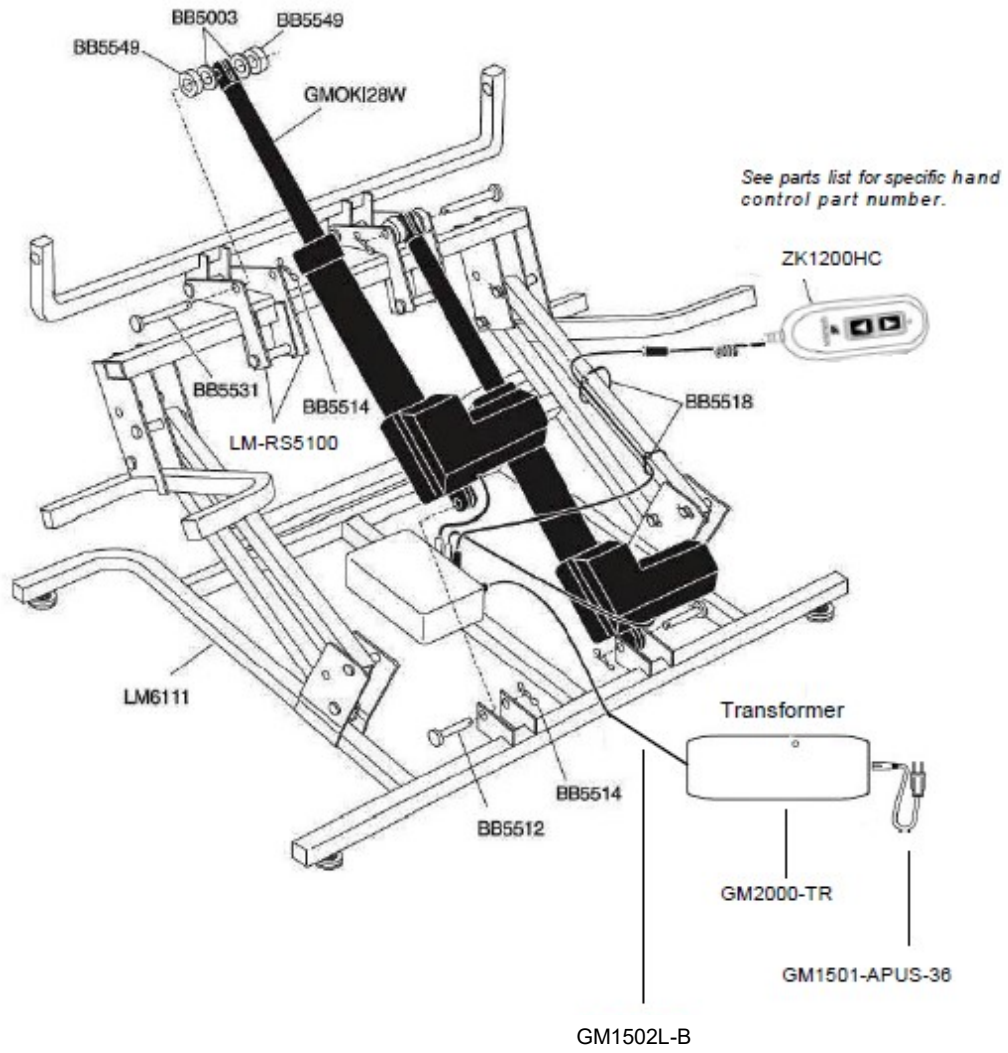 BB5003
BB5549
BB5549
GMOKI28W
See parts list for specific hand
control part number.
ZK1200HC
BB5531
BB5514
BB5518
LM-RS5100
LM6111
Transformer
BB5514
BB5512
GM2000-TR
GM1501-APUS-36
GM1502L-B